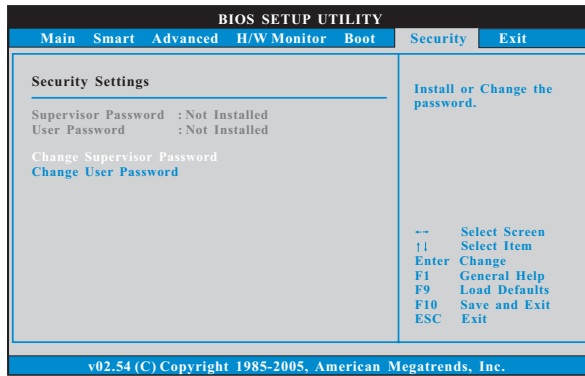 BIOS SETUP UTILITY
Main Smart Advanced H/W Monitor Boot Security Exit
Security Settings
Supervisor Password : Not Installed
User Password : Not Installed
Change Supervisor Password
Change User Password
Install or Change the
password.
←→ Select Screen
↑↓ Select Item
Enter Change
F1 General Help
F9 Load Defaults
F10 Save and Exit
ESC Exit
v02.54 (C) Copyright 1985-2005, American Megatrends, Inc.